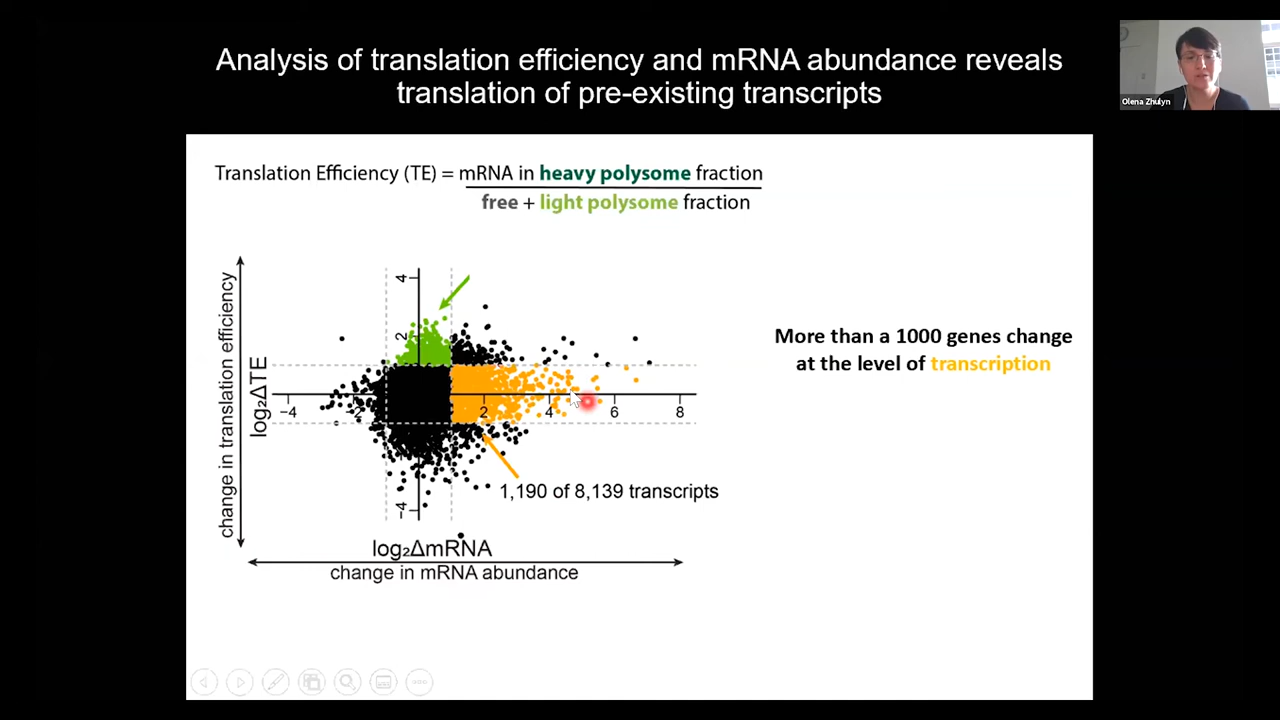 Analysis of translation efficiency and mRNA abundance reveals
translation of pre-existing transcripts
Olena Zhulyn
Translation Efficiency (TE) = mRNA in heavy polysome fraction
free + light polysome fraction
change in translation efficiency
log₂ΔTE
4
2
-4
-4
-2
2
4
6
8
More than a 1000 genes change
at the level of transcription
1,190 of 8,139 transcripts
log₂ΔmRNA
change in mRNA abundance